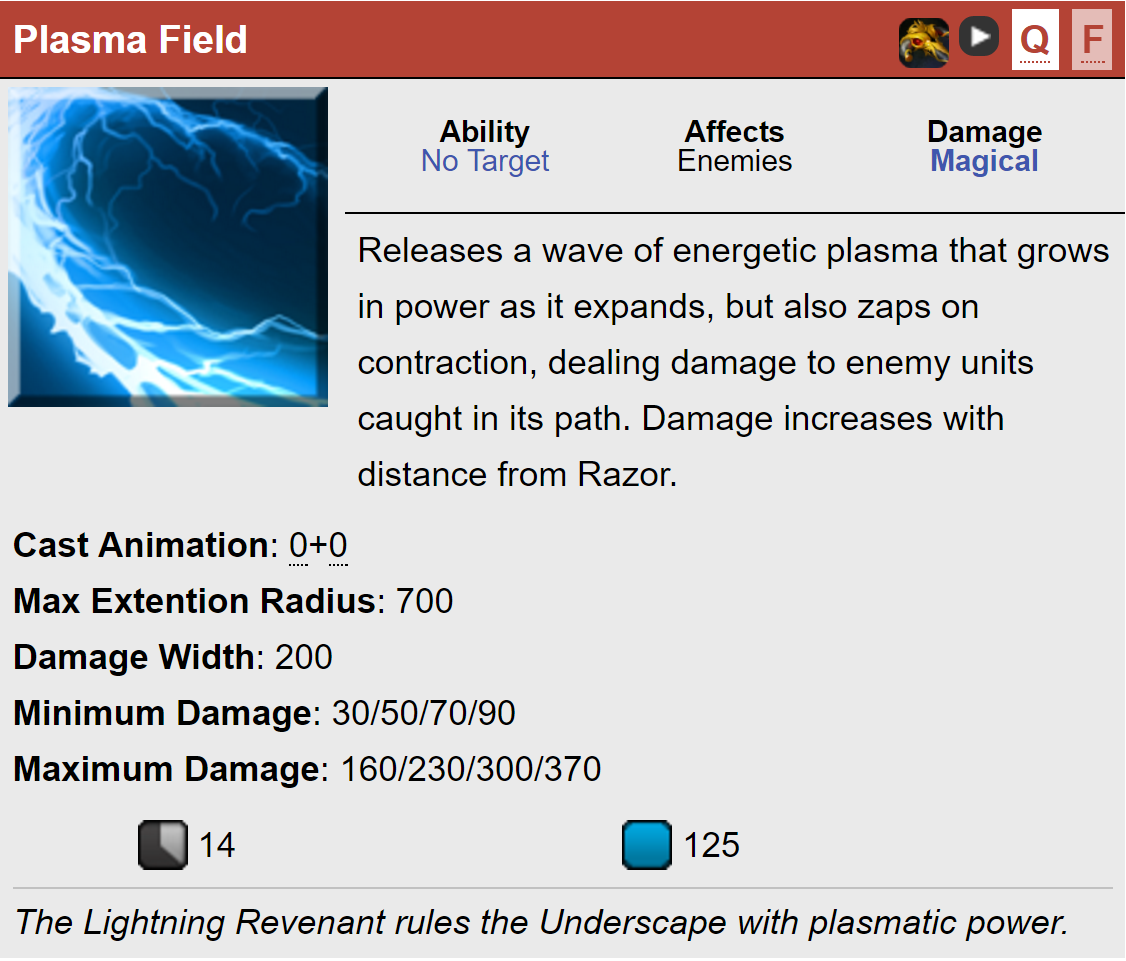 Plasma Field
Q F
Ability Affects Damage
No Target Enemies Magical
Releases a wave of energetic plasma that grows
in power as it expands, but also zaps on
contraction, dealing damage to enemy units
caught in its path. Damage increases with
distance from Razor.
Cast Animation: 0+0
Max Extention Radius: 700
Damage Width: 200
Minimum Damage: 30/50/70/90
Maximum Damage: 160/230/300/370
14 125
The Lightning Revenant rules the Underscape with plasmatic power.